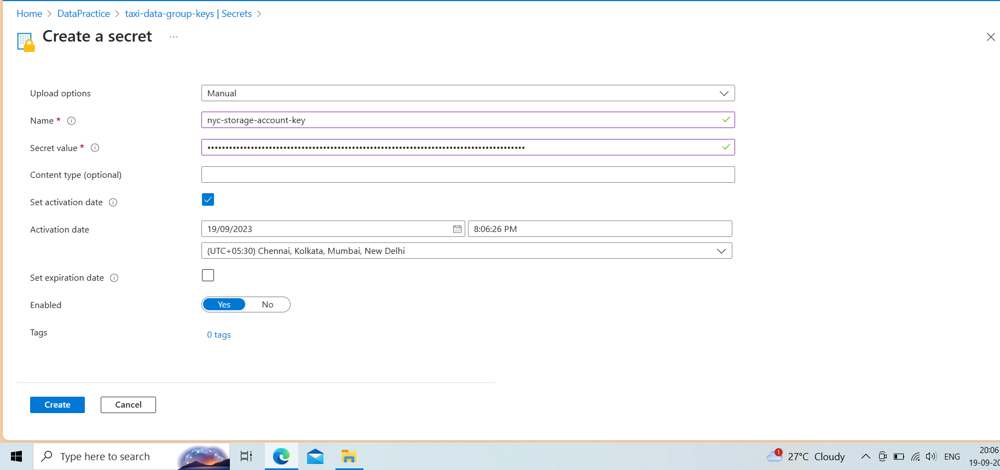 Home > DataPractice > taxi-data-group-keys | Secrets >
Create a secret ...
Upload options Manual
Name * nyc-storage-account-key
Secret value * ••••••••••••••••••••••••••••••••••••••••••••••••••••••••••••••••••••••••••••••••••••••••
Content type (optional)
Set activation date
Activation date 19/09/2023 8:06:26 PM
(UTC+05:30) Chennai, Kolkata, Mumbai, New Delhi
Set expiration date
Enabled Yes No
Tags 0 tags
Create Cancel
Type here to search 1 27°C Cloudy ENG 20:06
19-09-20